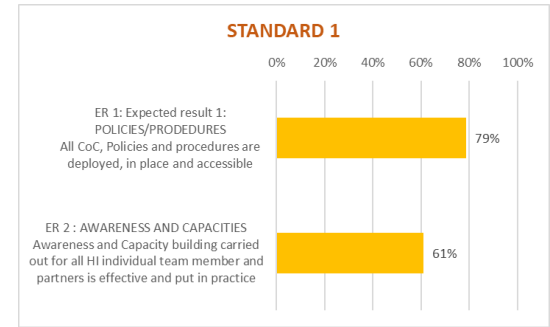 STANDARD 1
0% 20% 40% 60% 80% 100%
ER 1: Expected result 1:
POLICIES/PRODEDURES
All CoC, Policies and procedures are
deployed, in place and accessible
79%
ER 2 : AWARENESS AND CAPACITIES
Awareness and Capacity building carried
out for all HI individual team member and
partners is effective and put in practice
61%